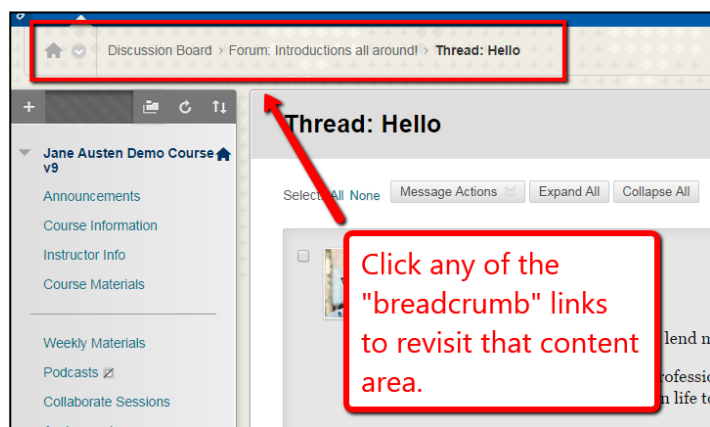 Discussion Board > Forum: Introductions all around! > Thread: Hello
Thread: Hello
Jane Austen Demo Course
v9
Announcements
Course Information
Instructor Info
Course Materials
Weekly Materials
Podcasts
Collaborate Sessions
Select: All None Message Actions Expand All Collapse All
Click any of the
"breadcrumb" links
to revisit that content
area.
lend
life